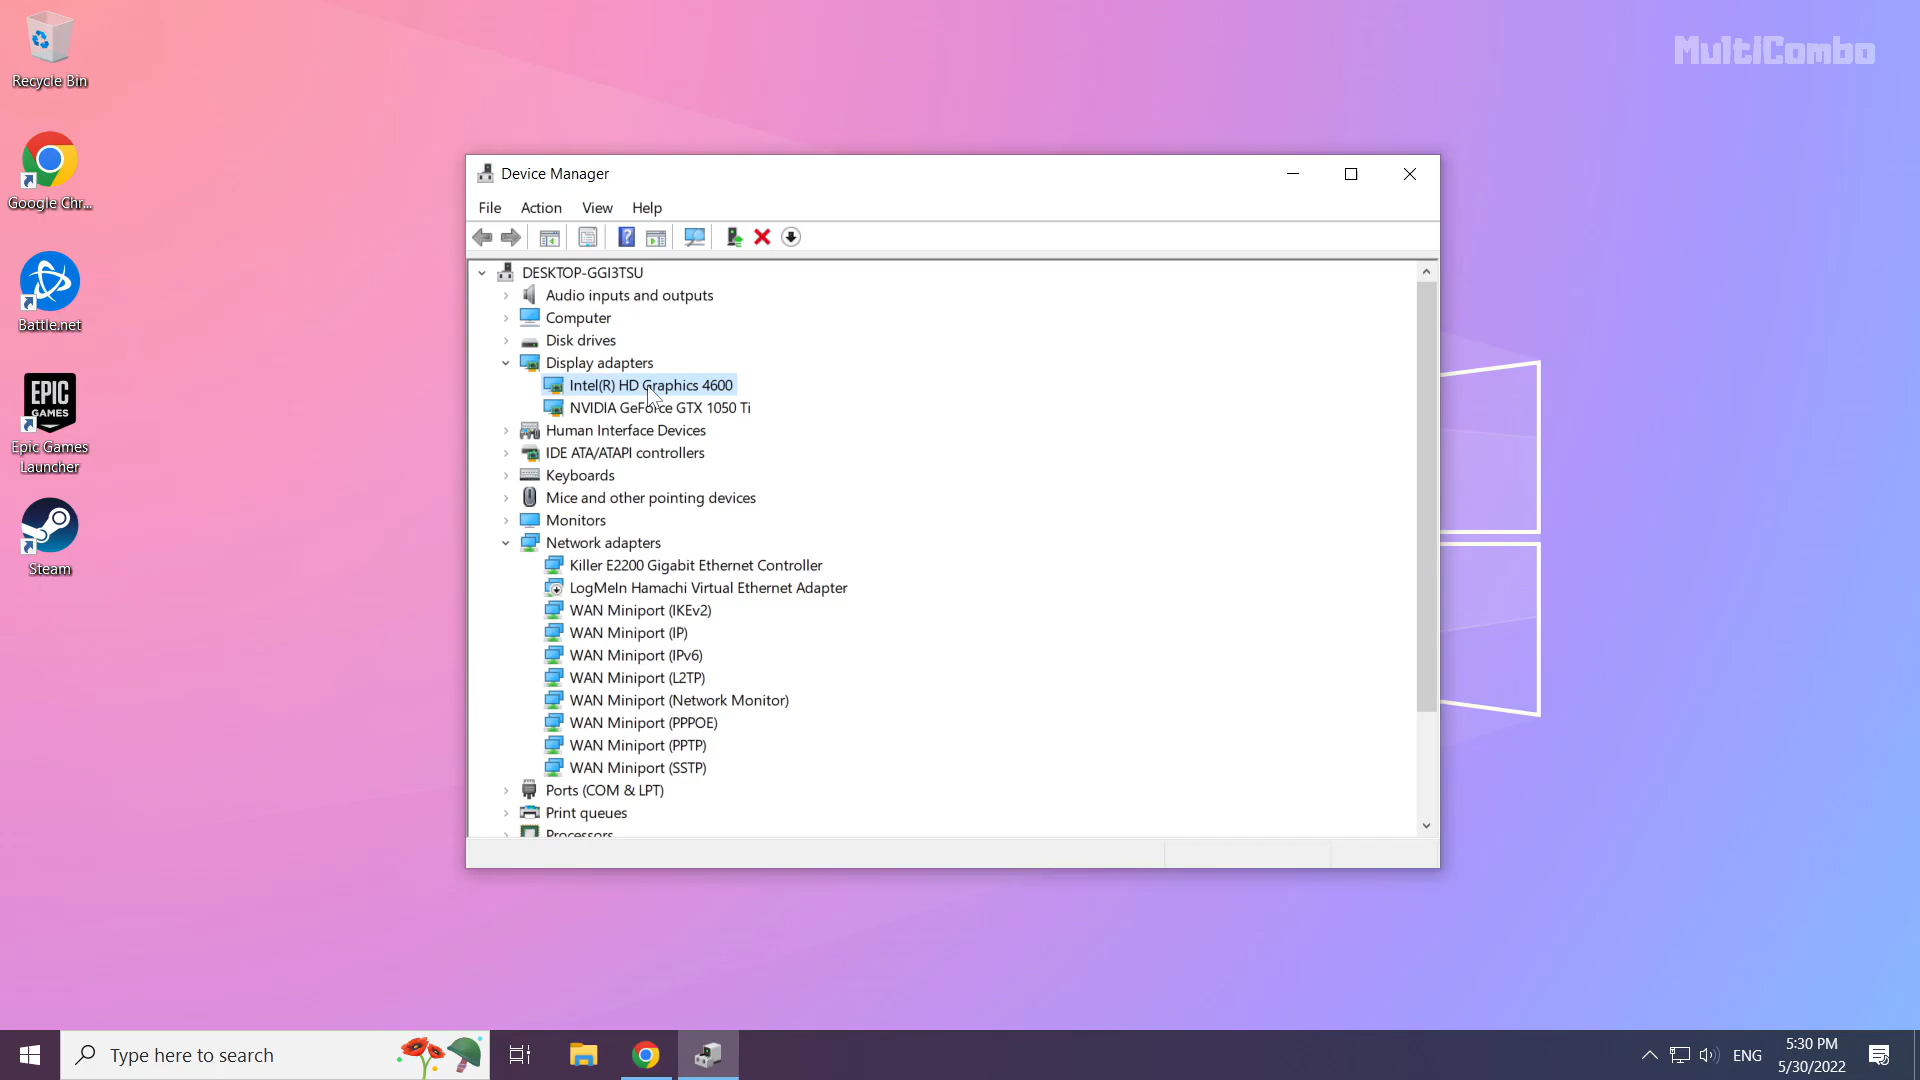 MultiCombo
Recycle Bin
Google Chr...
Battle.net
EPIC
GAMES
Epic Games
Launcher
Steam
Device Manager
File Action View Help
DESKTOP-GGI3TSU
Audio inputs and outputs
Computer
Disk drives
Display adapters
Intel(R) HD Graphics 4600
NVIDIA GeForce GTX 1050 Ti
Human Interface Devices
IDE ATA/ATAPI controllers
Keyboards
Mice and other pointing devices
Monitors
Network adapters
Killer E2200 Gigabit Ethernet Controller
LogMeIn Hamachi Virtual Ethernet Adapter
WAN Miniport (IKEv2)
WAN Miniport (IP)
WAN Miniport (IPv6)
WAN Miniport (L2TP)
WAN Miniport (Network Monitor)
WAN Miniport (PPPOE)
WAN Miniport (PPTP)
WAN Miniport (SSTP)
Ports (COM & LPT)
Print queues
Processors
Type here to search
ENG
5:30 PM
5/30/2022